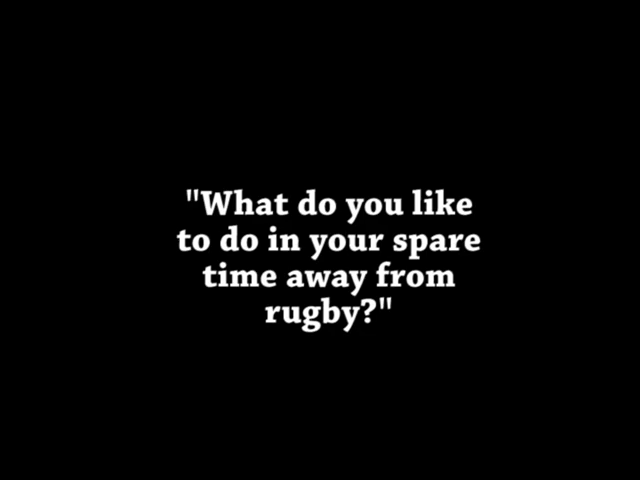 "What do you like
to do in your spare
time away from
rugby?"